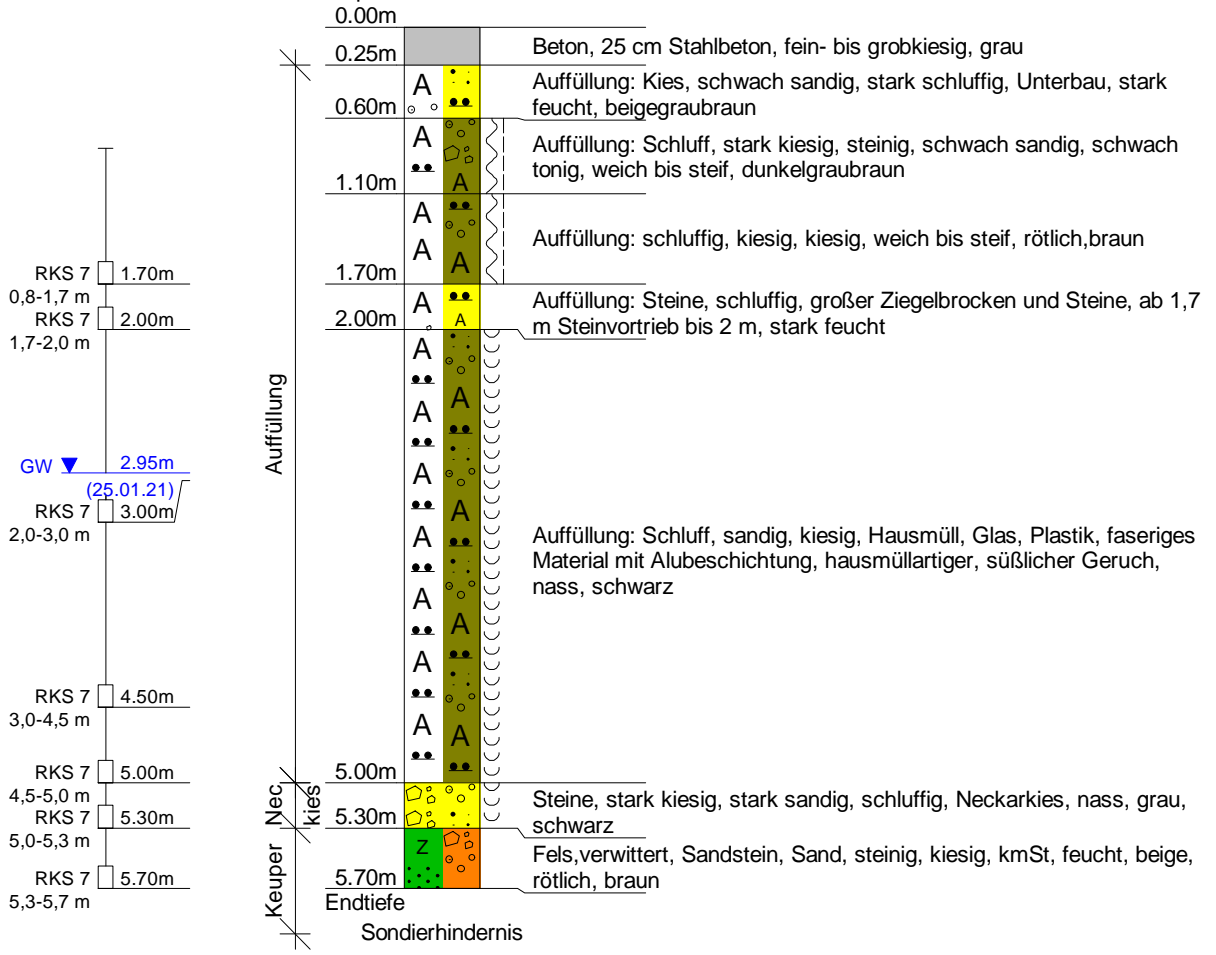 0.00m
0.25m
Beton, 25 cm Stahlbeton, fein- bis grobkiesig, grau
A
Auffüllung: Kies, schwach sandig, stark schluffig, Unterbau, stark
feucht, beigegraubraun
0.60m
A
A
Auffüllung: Schluff, stark kiesig, steinig, schwach sandig, schwach
tonig, weich bis steif, dunkelgraubraun
1.10m
A
A
A
Auffüllung: schluffig, kiesig, kiesig, weich bis steif, rötlich,braun
1.70m
A
A
Auffüllung: Steine, schluffig, großer Ziegelbrocken und Steine, ab 1,7
m Steinvortrieb bis 2 m, stark feucht
2.00m
A
A
A
A
A
A
A
A
A
A
A
Auffüllung: Schluff, sandig, kiesig, Hausmüll, Glas, Plastik, faseriges
Material mit Alubeschichtung, hausmüllartiger, süßlicher Geruch,
nass, schwarz
5.00m
Steine, stark kiesig, stark sandig, schluffig, Neckarkies, nass, grau,
schwarz
5.30m
Z
Fels,verwittert, Sandstein, Sand, steinig, kiesig, kmSt, feucht, beige,
rötlich, braun
5.70m
Endtiefe
Sondierhindernis
Auffüllung
Nec.
kies
Keuper
RKS 7 1.70m
0,8-1,7 m
RKS 7 2.00m
1,7-2,0 m
GW 2.95m
(25.01.21)
RKS 7 3.00m
2,0-3,0 m
RKS 7 4.50m
3,0-4,5 m
RKS 7 5.00m
4,5-5,0 m
RKS 7 5.30m
5,0-5,3 m
RKS 7 5.70m
5,3-5,7 m